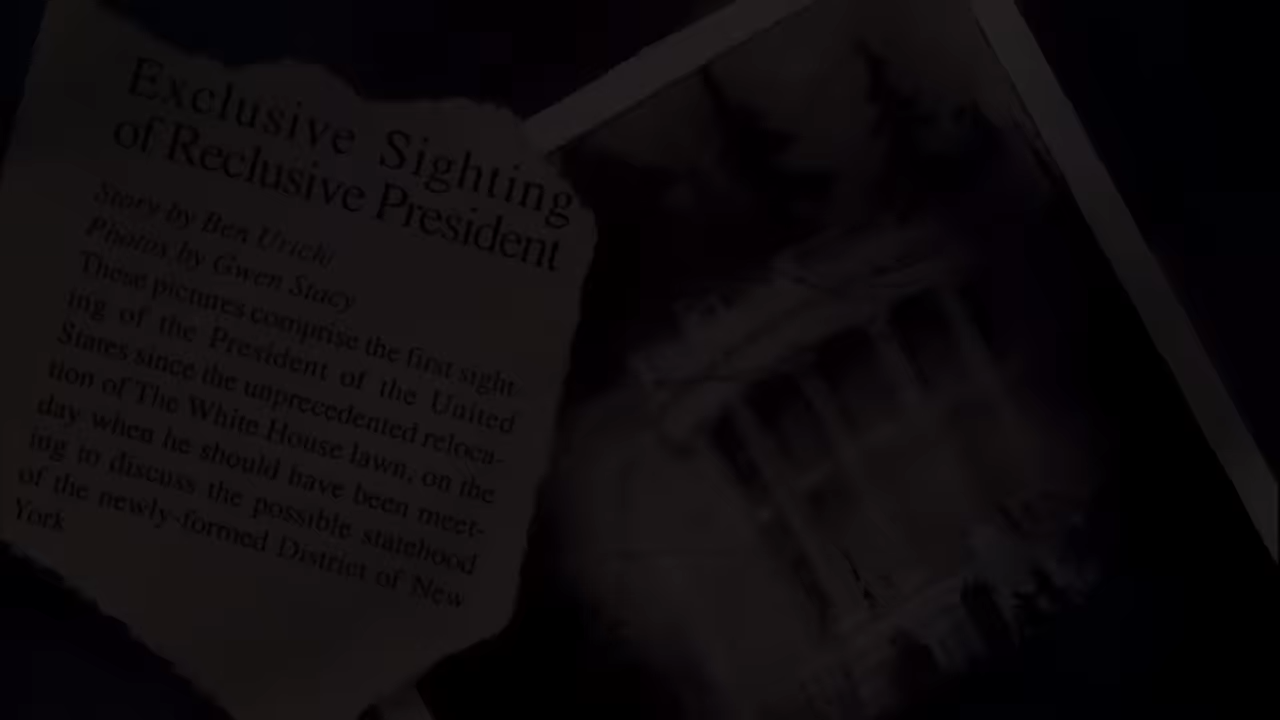 Exclusive Sighting
of Reclusive President
Story by Ben Urich
Photos by Gwen Stacy
These pictures comprise the first sight-
ing of the President of the United
States since the unprecedented reloca-
tion of The White House lawn, on the
day when he should have been meet-
ing to discuss the possible statehood
of the newly-formed District of New
York